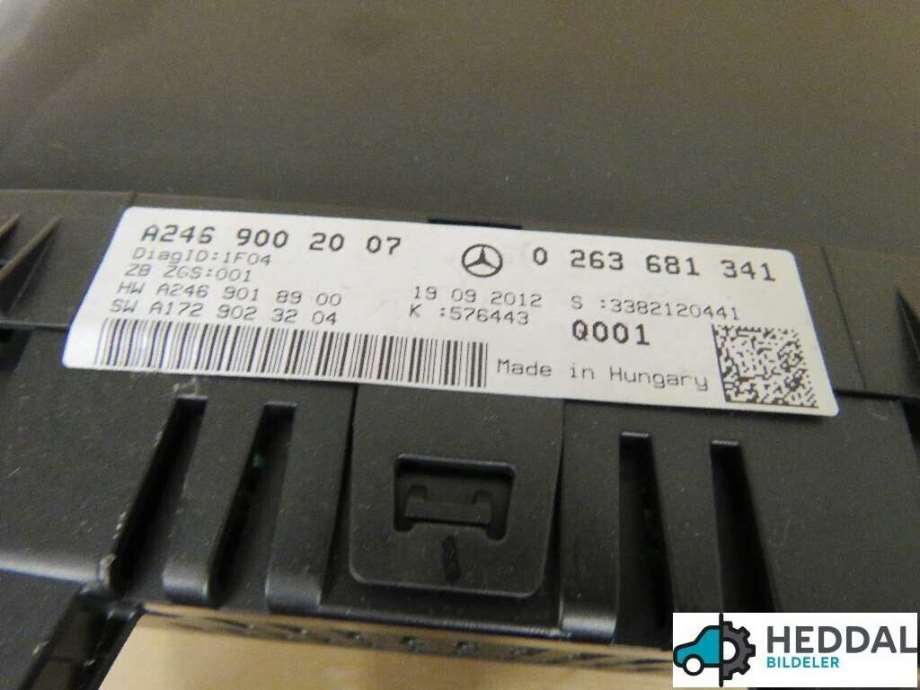 A246 900 20 07
0 263 681 341
DiagID:1F04
ZB ZGS:001
HW A246 901 89 00
19 09 2012
S :3382120441
SW A172 902 32 04
K :576443
Q001
Made in Hungary
HEDDAL
BILDELER